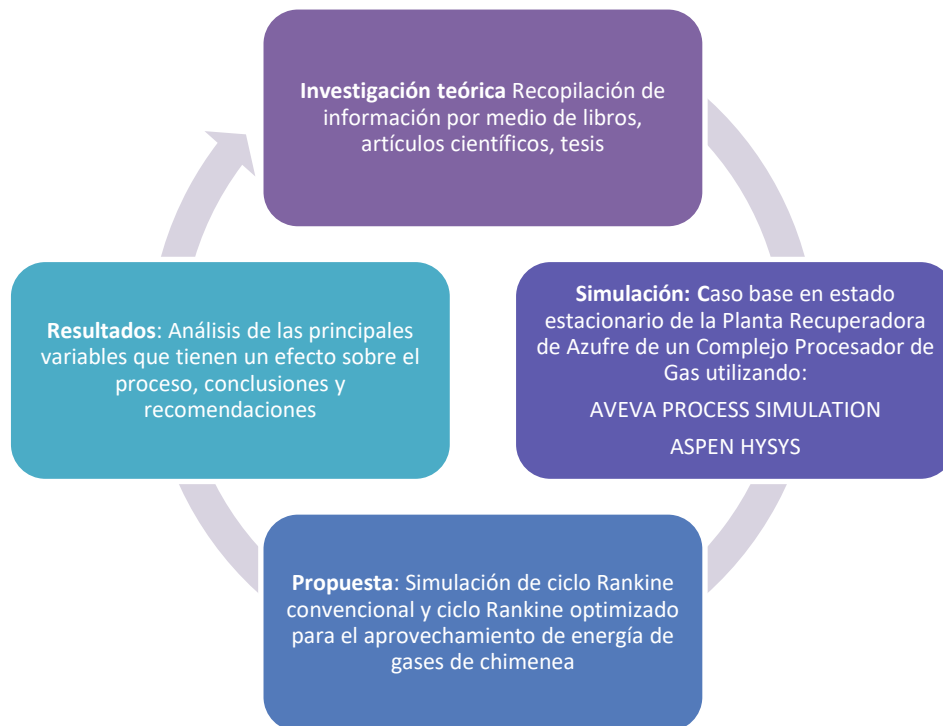 Investigación teórica Recopilación de
información por medio de libros,
artículos científicos, tesis
Simulación: Caso base en estado
estacionario de la Planta Recuperadora
de Azufre de un Complejo Procesador de
Gas utilizando:
AVEVA PROCESS SIMULATION
ASPEN HYSYS
Propuesta: Simulación de ciclo Rankine
convencional y ciclo Rankine optimizado
para el aprovechamiento de energía de
gases de chimenea
Resultados: Análisis de las principales
variables que tienen un efecto sobre el
proceso, conclusiones y
recomendaciones